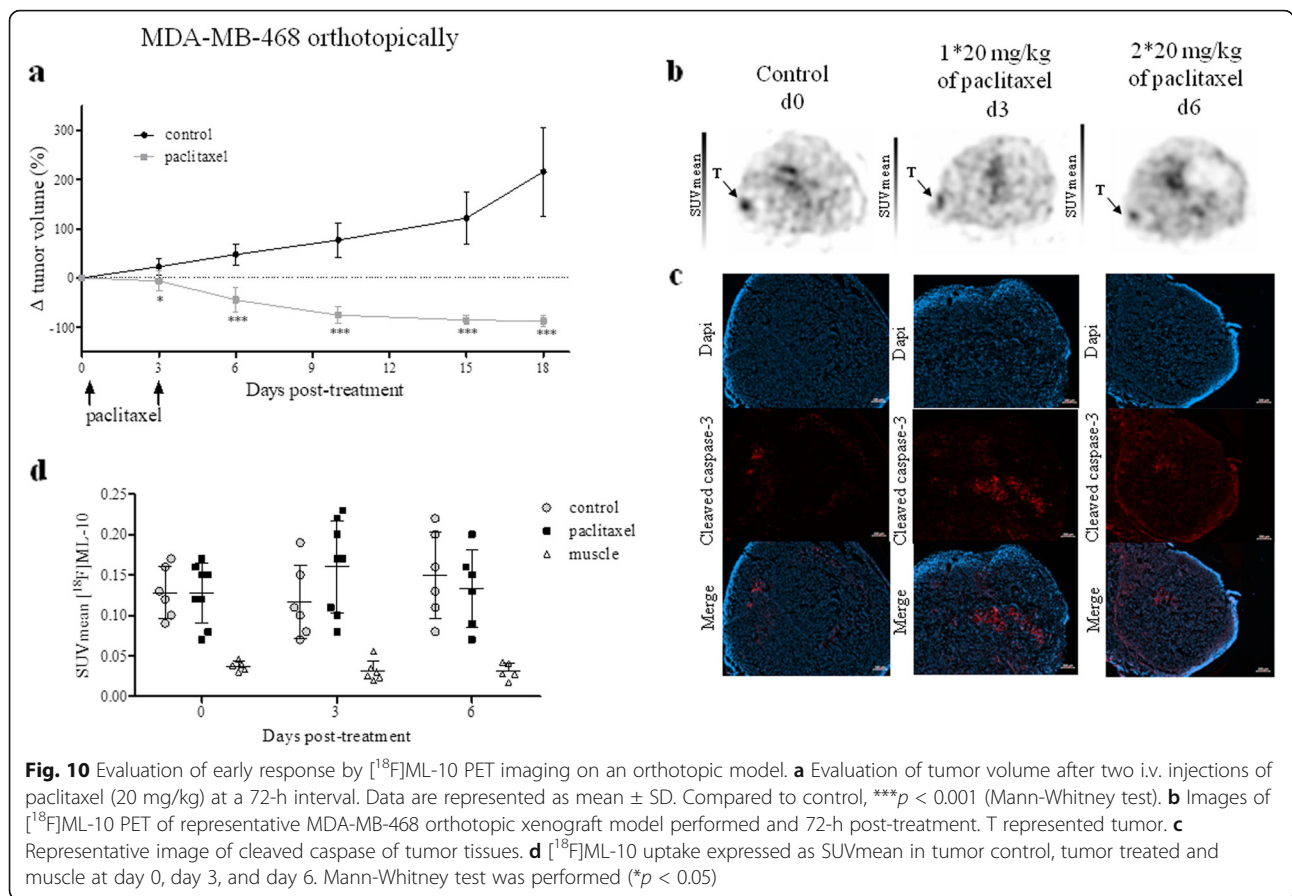 MDA-MB-468 orthotopically
a
300
200
100
0
-100
Δ tumor volume (%)
control
paclitaxel
*
***
***
***
***
0
3
6
9
12
15
18
Days post-treatment
paclitaxel
b
Control
d0
1*20 mg/kg
of paclitaxel
d3
2*20 mg/kg
of paclitaxel
d6
SUVmean
T
SUVmean
T
SUVmean
T
c
Dapi
Dapi
Dapi
Cleaved caspase-3
Cleaved caspase-3
Cleaved caspase-3
Merge
Merge
Merge
d
0.25
0.20
0.15
0.10
0.05
0.00
SUVmean [18F]ML-10
control
paclitaxel
muscle
0
3
6
Days post-treatment
Fig. 10 Evaluation of early response by [18F]ML-10 PET imaging on an orthotopic model. a Evaluation of tumor volume after two i.v. injections of
paclitaxel (20 mg/kg) at a 72-h interval. Data are represented as mean ± SD. Compared to control, ***p < 0.001 (Mann-Whitney test). b Images of
[18F]ML-10 PET of representative MDA-MB-468 orthotopic xenograft model performed and 72-h post-treatment. T represented tumor. c
Representative image of cleaved caspase of tumor tissues. d [18F]ML-10 uptake expressed as SUVmean in tumor control, tumor treated and
muscle at day 0, day 3, and day 6. Mann-Whitney test was performed (*p < 0.05)